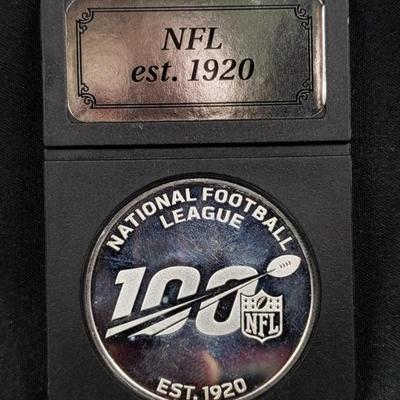 NFL
est. 1920
NATIONAL FOOTBALL
LEAGUE
100
NFL
EST. 1920